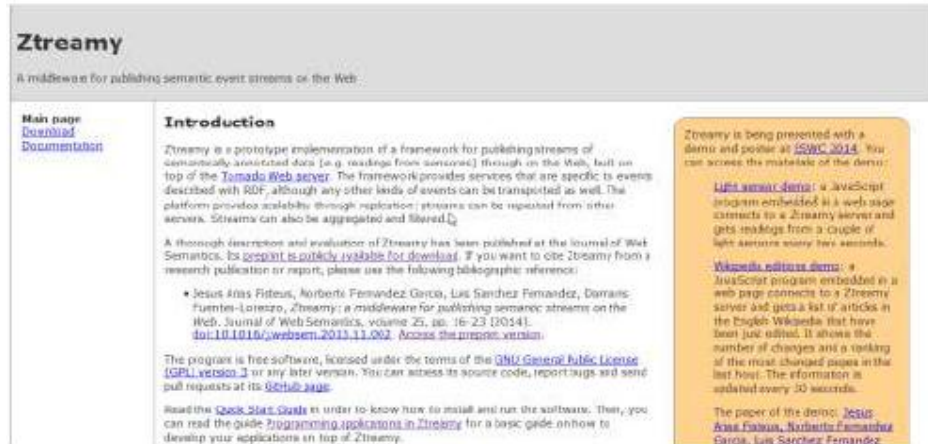 Ztreamy
A middleware for publishing semantic event streams on the Web
Main page
Download
Documentation
Introduction
Ztreamy is a prototype implementation of a framework for publishing streams of
semantically annotated data (e.g. readings from sensores) through on the Web, built on
top of the Tornado Web server. The framework provides services that are specific to events
described with RDF, although any other kinds of events can be transported as well. The
platform provides scalability through replication: streams can be repeated from other
servers. Streams can also be aggregated and filtered.
A thorough description and evaluation of Ztreamy has been published at the Journal of Web
Semantics. Its preprint is publicly available for download. If you want to cite Ztreamy from a
research publication or report, please use the following bibliographic reference:
• Jesus Arias Fisteus, Norberto Fernandez Garcia, Luis Sanchez Fernandez, Damaris
Fuentes-Lorenzo, Ztreamy: a middleware for publishing semantic streams on the
Web. Journal of Web Semantics, volume 25, pp. 16-23 (2014).
doi:10.1016/j.websem.2013.11.002. Access the preprint version.
The program is free software, licensed under the terms of the GNU General Public License
(GPL) version 3 or any later version. You can access its source code, report bugs and send
pull requests at its GitHub page.
Read the Quick Start Guide in order to know how to install and run the software. Then, you
can read the guide Programming applications in Ztreamy for a basic guide on how to
develop your applications on top of Ztreamy.
Ztreamy is being presented with a
demo and poster at ISWC 2014. You
can access the materials of the demo:
Light sensor demo: a JavaScript
program embedded in a web page
connects to a Ztreamy server and
gets readings from a couple of
light sensors every two seconds.
Wikipedia editions demo: a
JavaScript program embedded in a
web page connects to a Ztreamy
server and gets a list of articles in
the English Wikipedia that have
been just edited. It shows the
number of changes and a ranking
of the most changed pages in the
last hour. The information is
updated every 30 seconds.
The paper of the demo: Jesus
Arias Fisteus, Norberto Fernandez
Garcia, Luis Sanchez Fernandez